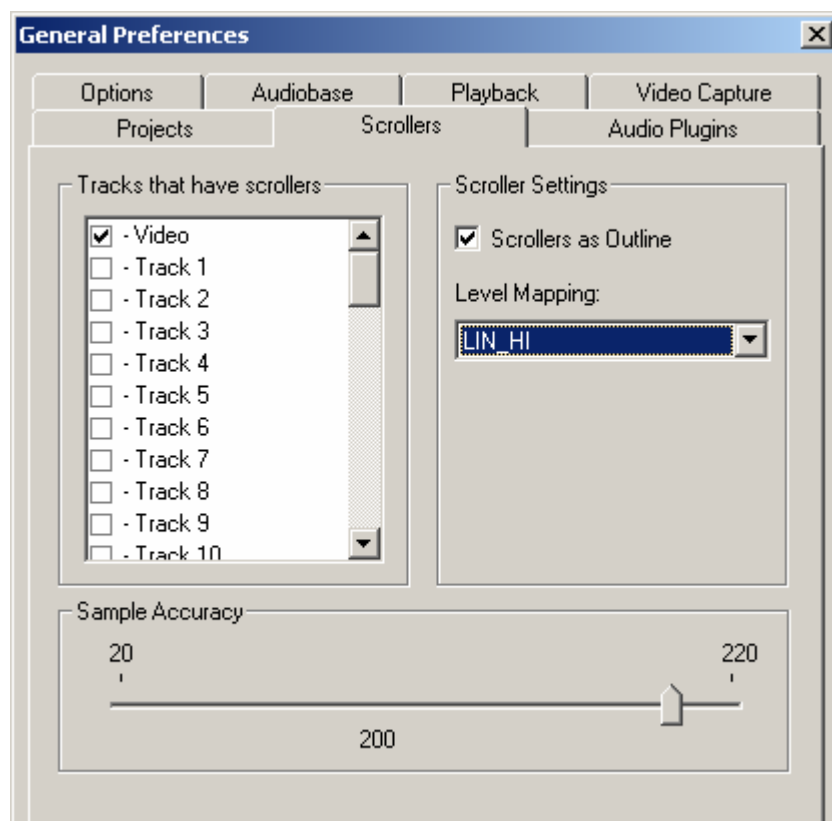 General Preferences
Options Audiobase Playback Video Capture
Projects Scrollers Audio Plugins
Tracks that have scrollers
- Video
- Track 1
- Track 2
- Track 3
- Track 4
- Track 5
- Track 6
- Track 7
- Track 8
- Track 9
- Track 10
Scroller Settings
Scrollers as Outline
Level Mapping:
LIN_HI
Sample Accuracy
20 220
200